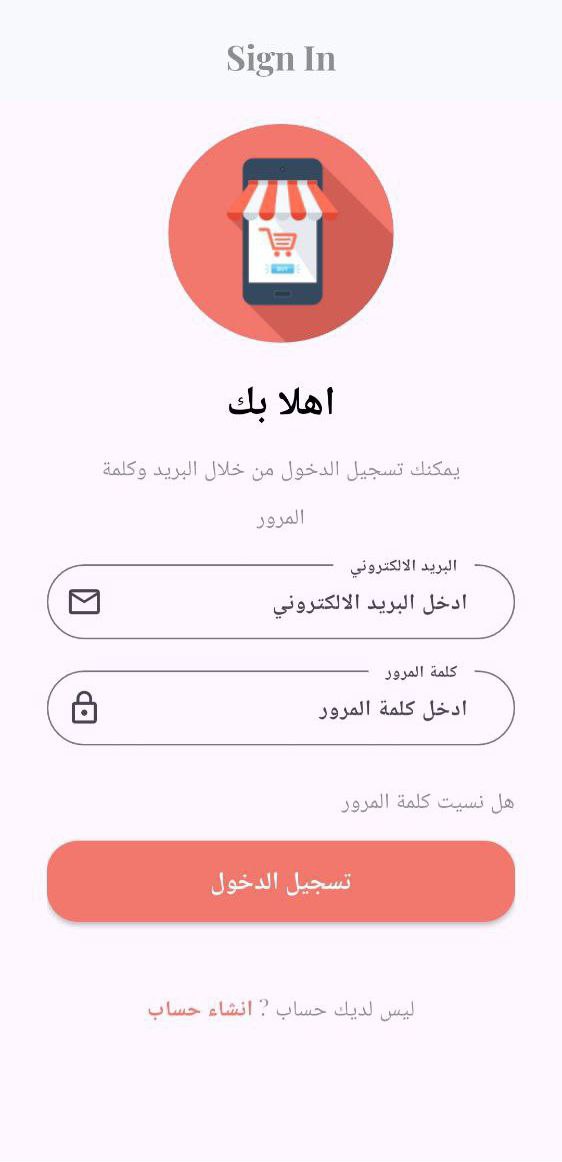 Sign In
BUY
اهلا بك
يمكنك تسجيل الدخول من خلال البريد وكلمة
المرور
البريد الالكتروني
ادخل البريد الالكتروني
كلمة المرور
ادخل كلمة المرور
هل نسيت كلمة المرور
تسجيل الدخول
ليس لديك حساب ? انشاء حساب